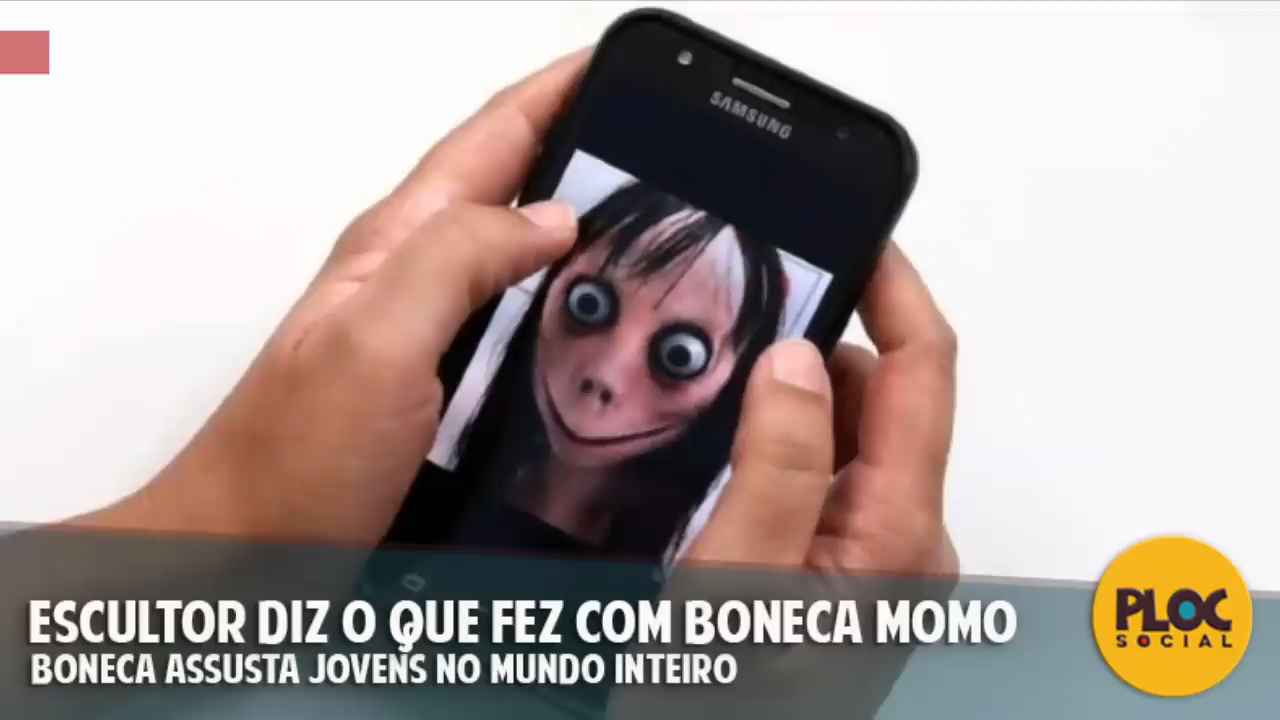 SAMSUNG
ESCULTOR DIZ O QUE FEZ COM BONECA MOMO
BONECA ASSUSTA JOVENS NO MUNDO INTEIRO
PLOC
SOCIAL